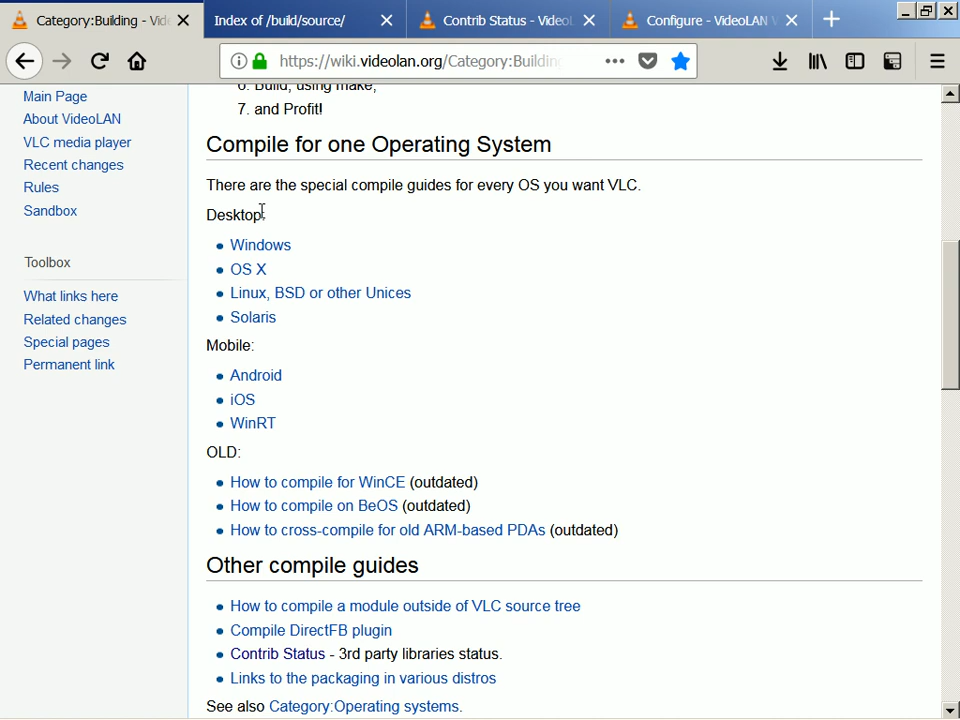 Category:Building - Vid
Index of /build/source/
Contrib Status - VideoL
Configure - VideoLAN W
https://wiki.videolan.org/Category:Building
Main Page
About VideoLAN
VLC media player
Recent changes
Rules
Sandbox
Toolbox
What links here
Related changes
Special pages
Permanent link
6. Build, using make;
7. and Profit!
Compile for one Operating System
There are the special compile guides for every OS you want VLC.
Desktop:
Windows
OS X
Linux, BSD or other Unices
Solaris
Mobile:
Android
iOS
WinRT
OLD:
How to compile for WinCE (outdated)
How to compile on BeOS (outdated)
How to cross-compile for old ARM-based PDAs (outdated)
Other compile guides
How to compile a module outside of VLC source tree
Compile DirectFB plugin
Contrib Status - 3rd party libraries status.
Links to the packaging in various distros
See also Category:Operating systems.